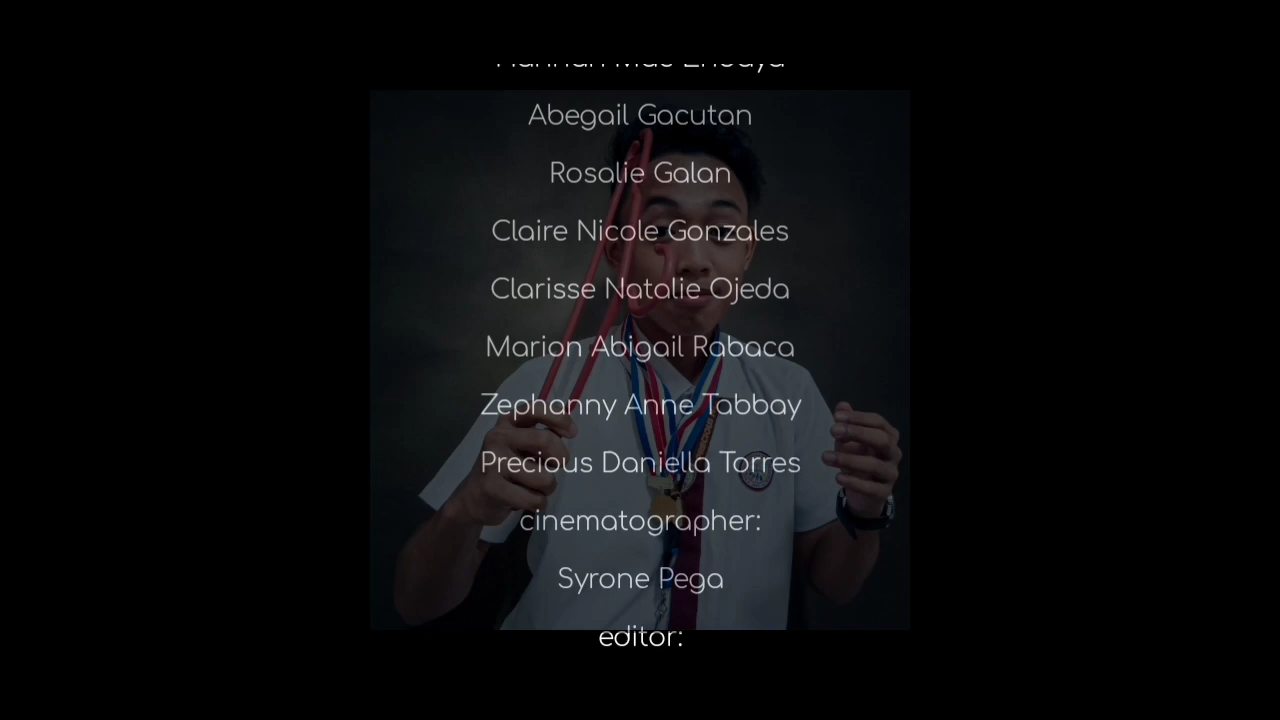 Abegail Gacutan
Rosalie Galan
Claire Nicole Gonzales
Clarisse Natalie Ojeda
Marion Abigail Rabaca
Zephanny Anne Tabbay
Precious Daniella Torres
cinematographer:
Syrone Pega
editor: